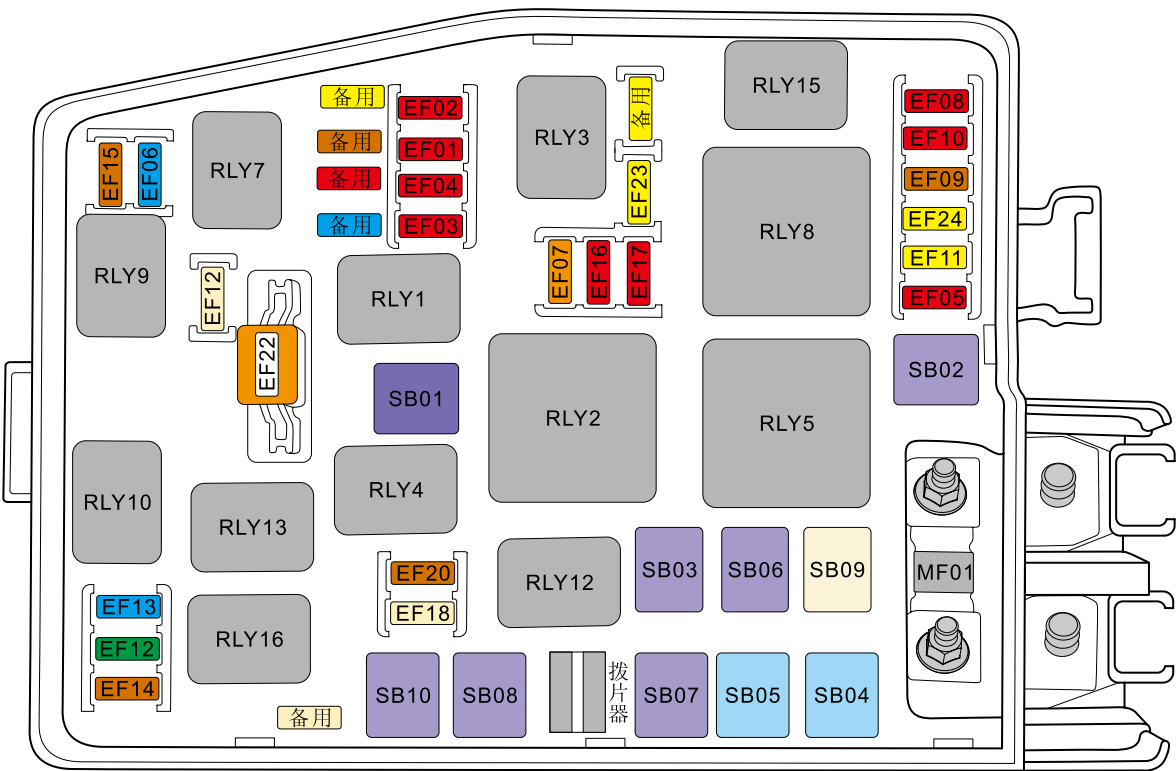 RLY15
备用
备用
EF08
EF02
备用
RLY3
EF10
备用
EF01
EF15
EF06
RLY7
备用
EF04
EF23
EF09
备用
EF03
RLY8
EF24
EF11
RLY9
EF12
RLY1
EF07
EF16
EF17
EF05
EF22
SB01
SB02
RLY2
RLY5
RLY10
RLY4
RLY13
EF20
RLY12
SB03
SB06
SB09
MF01
EF13
EF18
EF12
RLY16
EF14
备用
SB10
SB08
拨片器
SB07
SB05
SB04